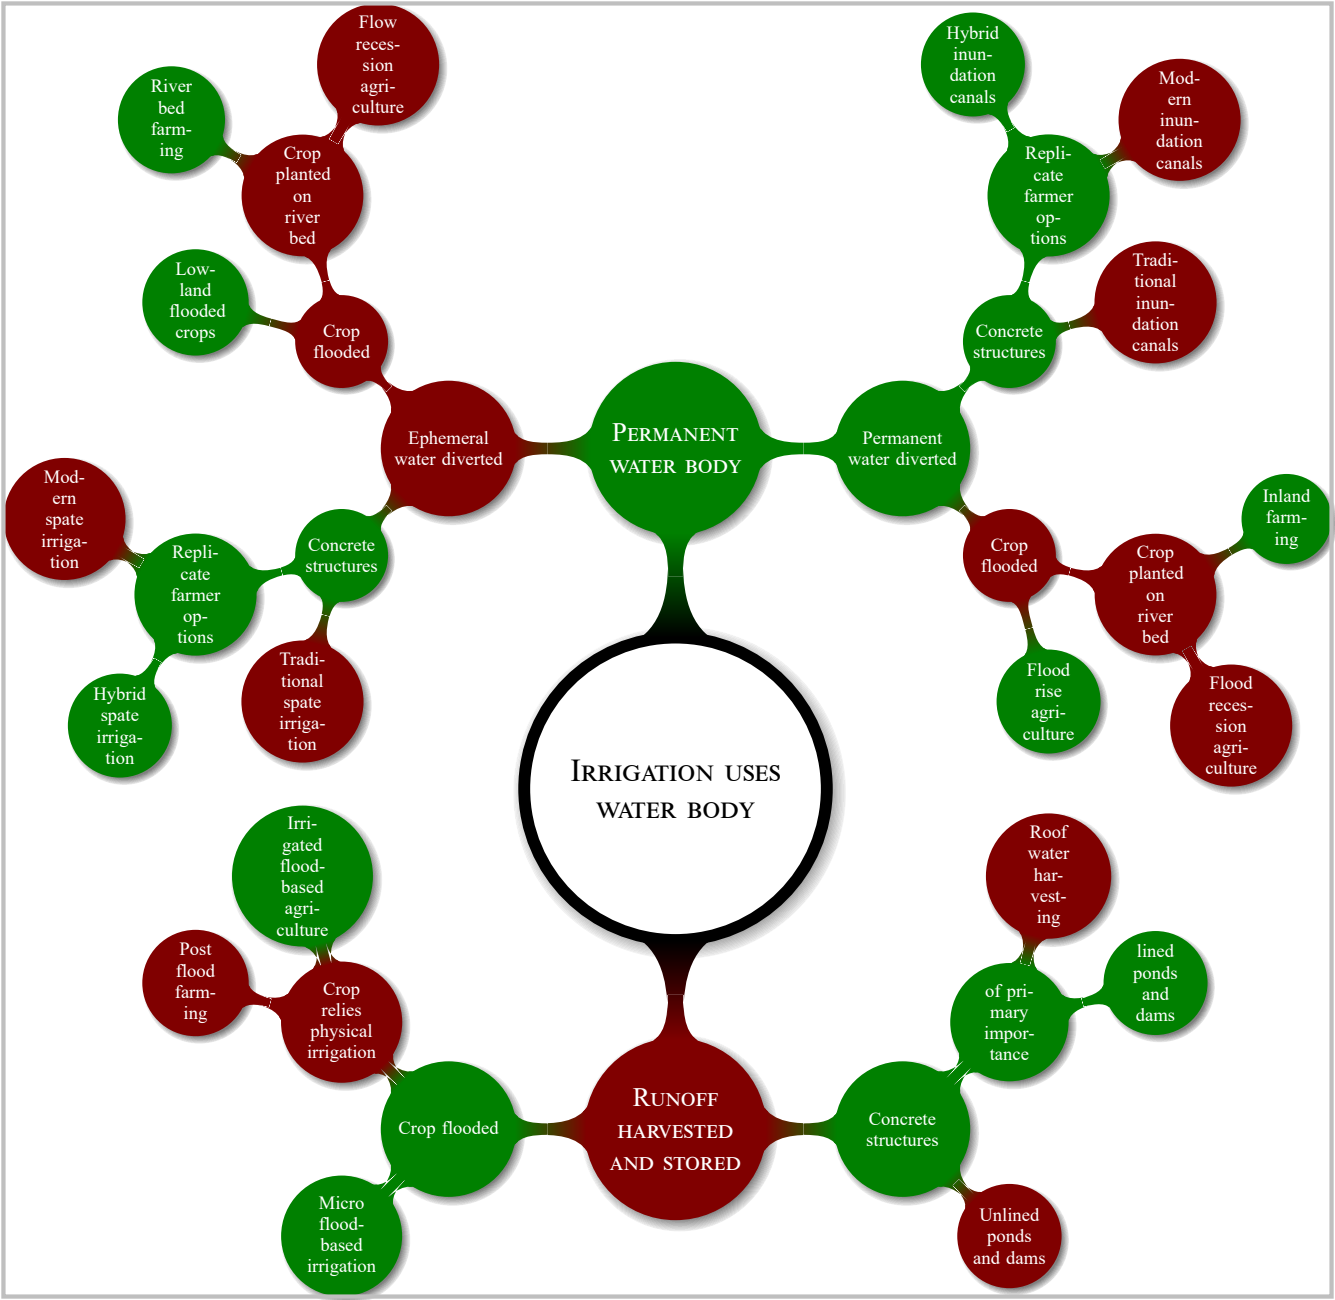 Flow
reces-
sion
agri-
culture
River
bed
farm-
ing
Crop
planted
on
river
bed
Low-
land
flooded
crops
Crop
flooded
Ephemeral
water diverted
Mod-
ern
spate
irriga-
tion
Repli-
cate
farmer
op-
tions
Concrete
structures
Hybrid
spate
irriga-
tion
Tradi-
tional
spate
irriga-
tion
Permanent
water body
Hybrid
inun-
dation
canals
Mod-
ern
inun-
dation
canals
Repli-
cate
farmer
op-
tions
Tradi-
tional
inun-
dation
canals
Concrete
structures
Permanent
water diverted
Inland
farm-
ing
Crop
flooded
Crop
planted
on
river
bed
Flood
rise
agri-
culture
Flood
reces-
sion
agri-
culture
Irrigation uses
water body
Irri-
gated
flood-
based
agri-
culture
Post
flood
farm-
ing
Crop
relies
physical
irrigation
Crop flooded
Micro
flood-
based
irrigation
Runoff
harvested
and stored
Roof
water
har-
vest-
ing
lined
ponds
and
dams
of pri-
mary
impor-
tance
Concrete
structures
Unlined
ponds
and dams